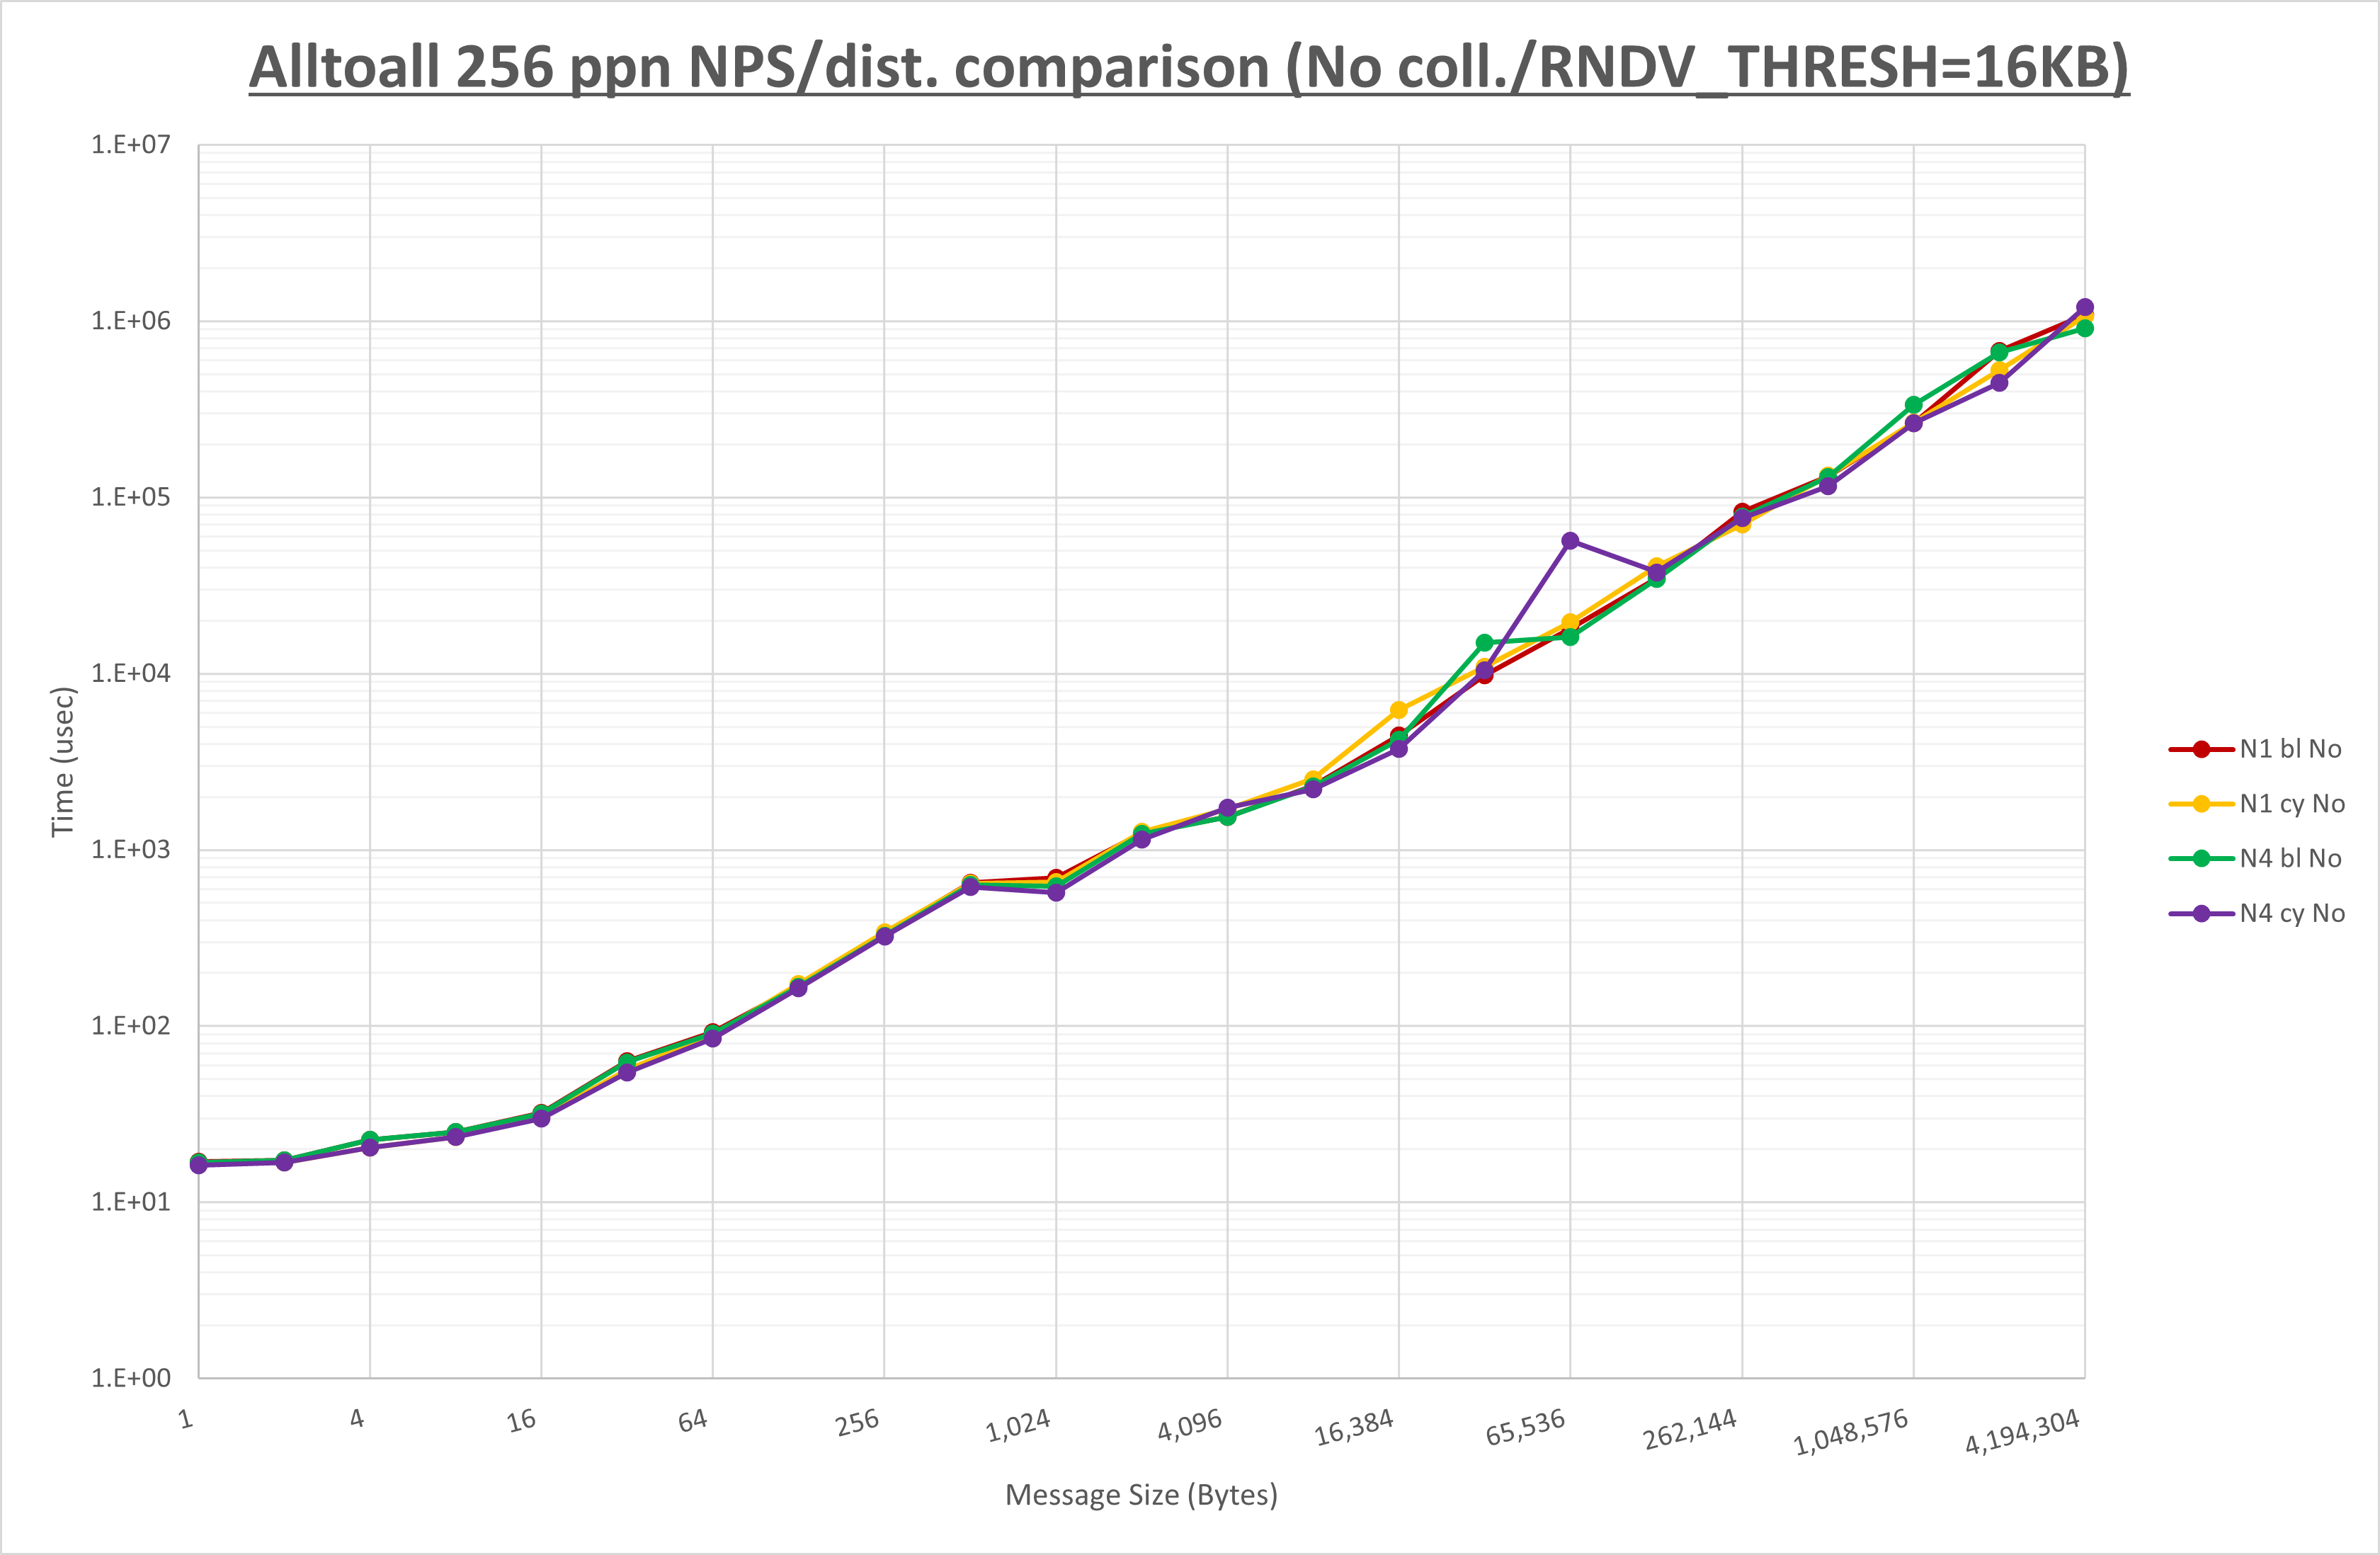 Alltoall 256 ppn NPS/dist. comparison (No coll./RNDV_THRESH=16KB)
1.E+07
1.E+06
1.E+05
1.E+04
1.E+03
1.E+02
1.E+01
1.E+00
Time (usec)
1 4 16 64 256 1,024 4,096 16,384 65,536 262,144 1,048,576 4,194,304
Message Size (Bytes)
N1 bl No
N1 cy No
N4 bl No
N4 cy No